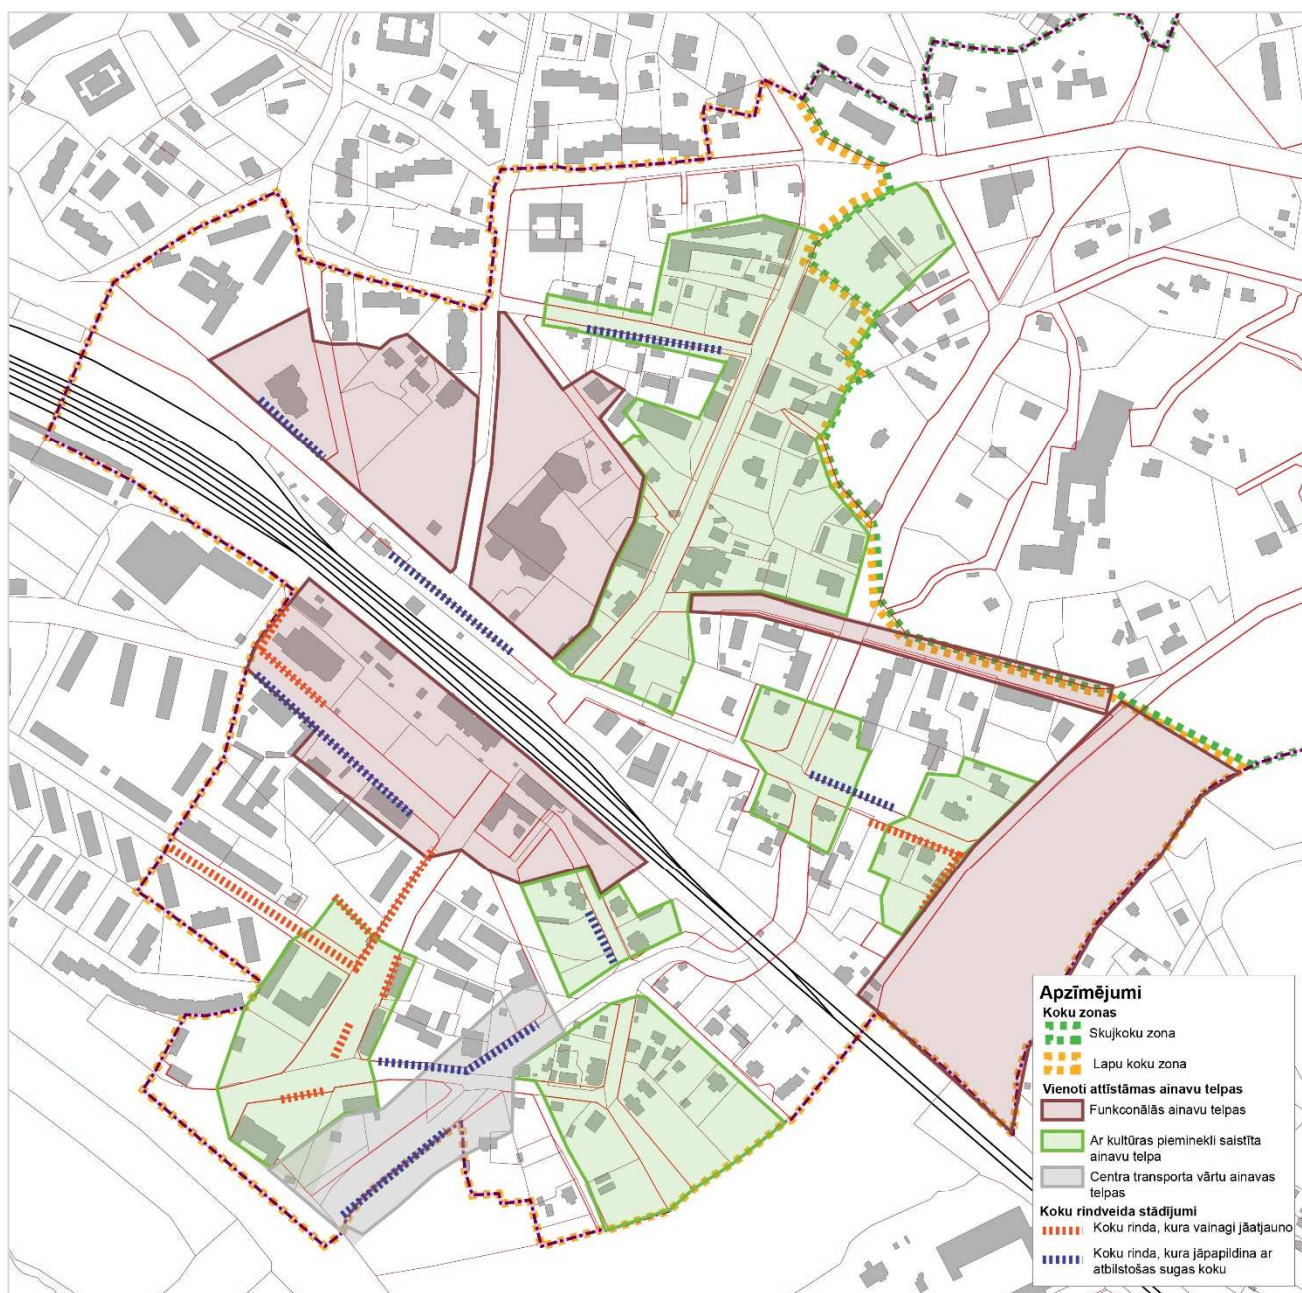 Apzīmējumi
Koku zonas
Skujkoku zona
Lapu koku zona
Vienoti attīstāmas ainavu telpas
Funkconālās ainavu telpas
Ar kultūras pieminekli saistīta
ainavu telpa
Centra transporta vārtu ainavas
telpas
Koku rindveida stādījumi
Koku rinda, kura vainagi jāatjauno
Koku rinda, kura jāpapildina ar
atbilstošas sugas koku